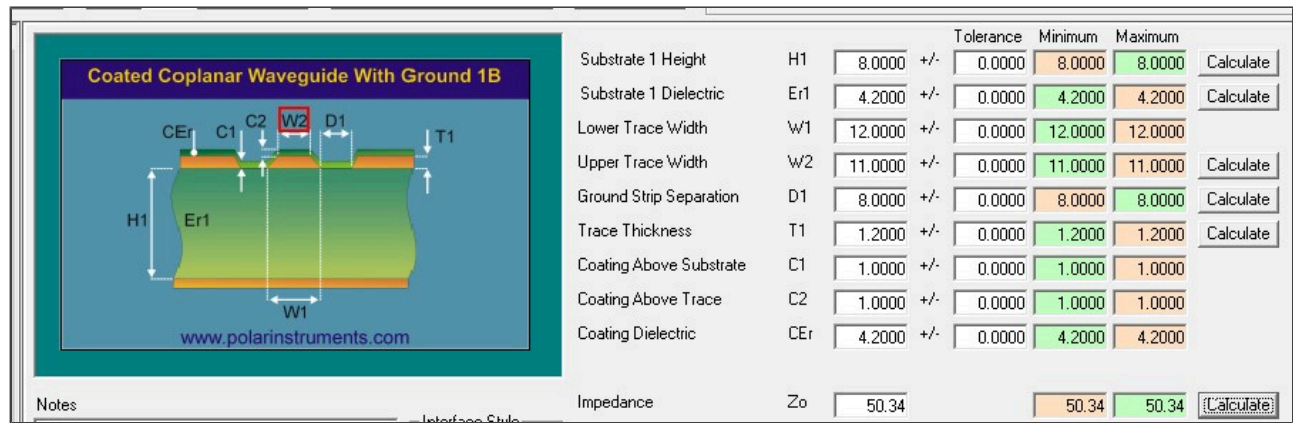 Coated Coplanar Waveguide With Ground 1B
CEr C1 C2 W2 D1 T1
H1 Er1
W1
www.polarinstruments.com
Tolerance Minimum Maximum
Substrate 1 Height H1 8.0000 +/- 0.0000 8.0000 8.0000 Calculate
Substrate 1 Dielectric Er1 4.2000 +/- 0.0000 4.2000 4.2000 Calculate
Lower Trace Width W1 12.0000 +/- 0.0000 12.0000 12.0000
Upper Trace Width W2 11.0000 +/- 0.0000 11.0000 11.0000 Calculate
Ground Strip Separation D1 8.0000 +/- 0.0000 8.0000 8.0000 Calculate
Trace Thickness T1 1.2000 +/- 0.0000 1.2000 1.2000 Calculate
Coating Above Substrate C1 1.0000 +/- 0.0000 1.0000 1.0000
Coating Above Trace C2 1.0000 +/- 0.0000 1.0000 1.0000
Coating Dielectric CEr 4.2000 +/- 0.0000 4.2000 4.2000
Impedance Zo 50.34 50.34 50.34 Calculate
Notes
Interface Style